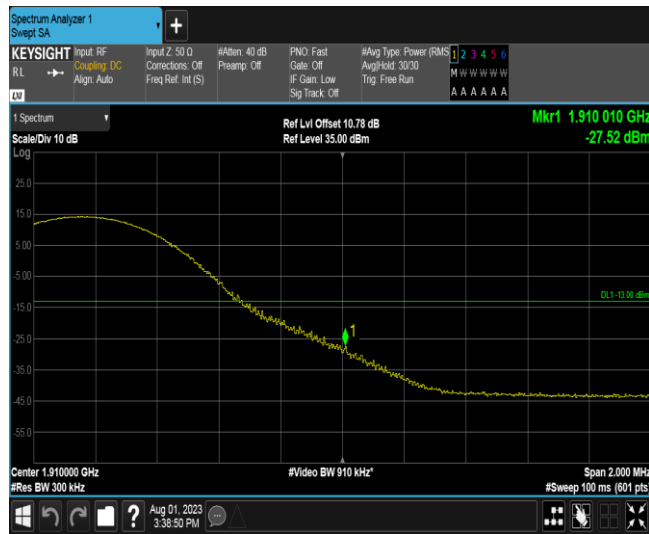 Spectrum Analyzer 1
Swept SA
KEYSIGHT
RL
LXI
Input: RF
Coupling: DC
Align: Auto
Input Z: 50 Ω
Corrections: Off
Freq Ref: Int (S)
#Atten: 40 dB
Preamp: Off
PNO: Fast
Gate: Off
IF Gain: Low
Sig Track: Off
#Avg Type: Power (RMS
Avg|Hold: 30/30
Trig: Free Run
1 2 3 4 5 6
M W W W W W
A A A A A A
1 Spectrum
Scale/Div 10 dB
Log
Ref Lvl Offset 10.78 dB
Ref Level 35.00 dBm
Mkr1 1.910 010 GHz
-27.52 dBm
25.0
15.0
5.00
-5.00
-15.0
-25.0
-35.0
-45.0
-55.0
DL1 -13.00 dBm
1
Center 1.910000 GHz
#Res BW 300 kHz
#Video BW 910 kHz*
Span 2.000 MHz
#Sweep 100 ms (601 pts
?
Aug 01, 2023
3:38:50 PM